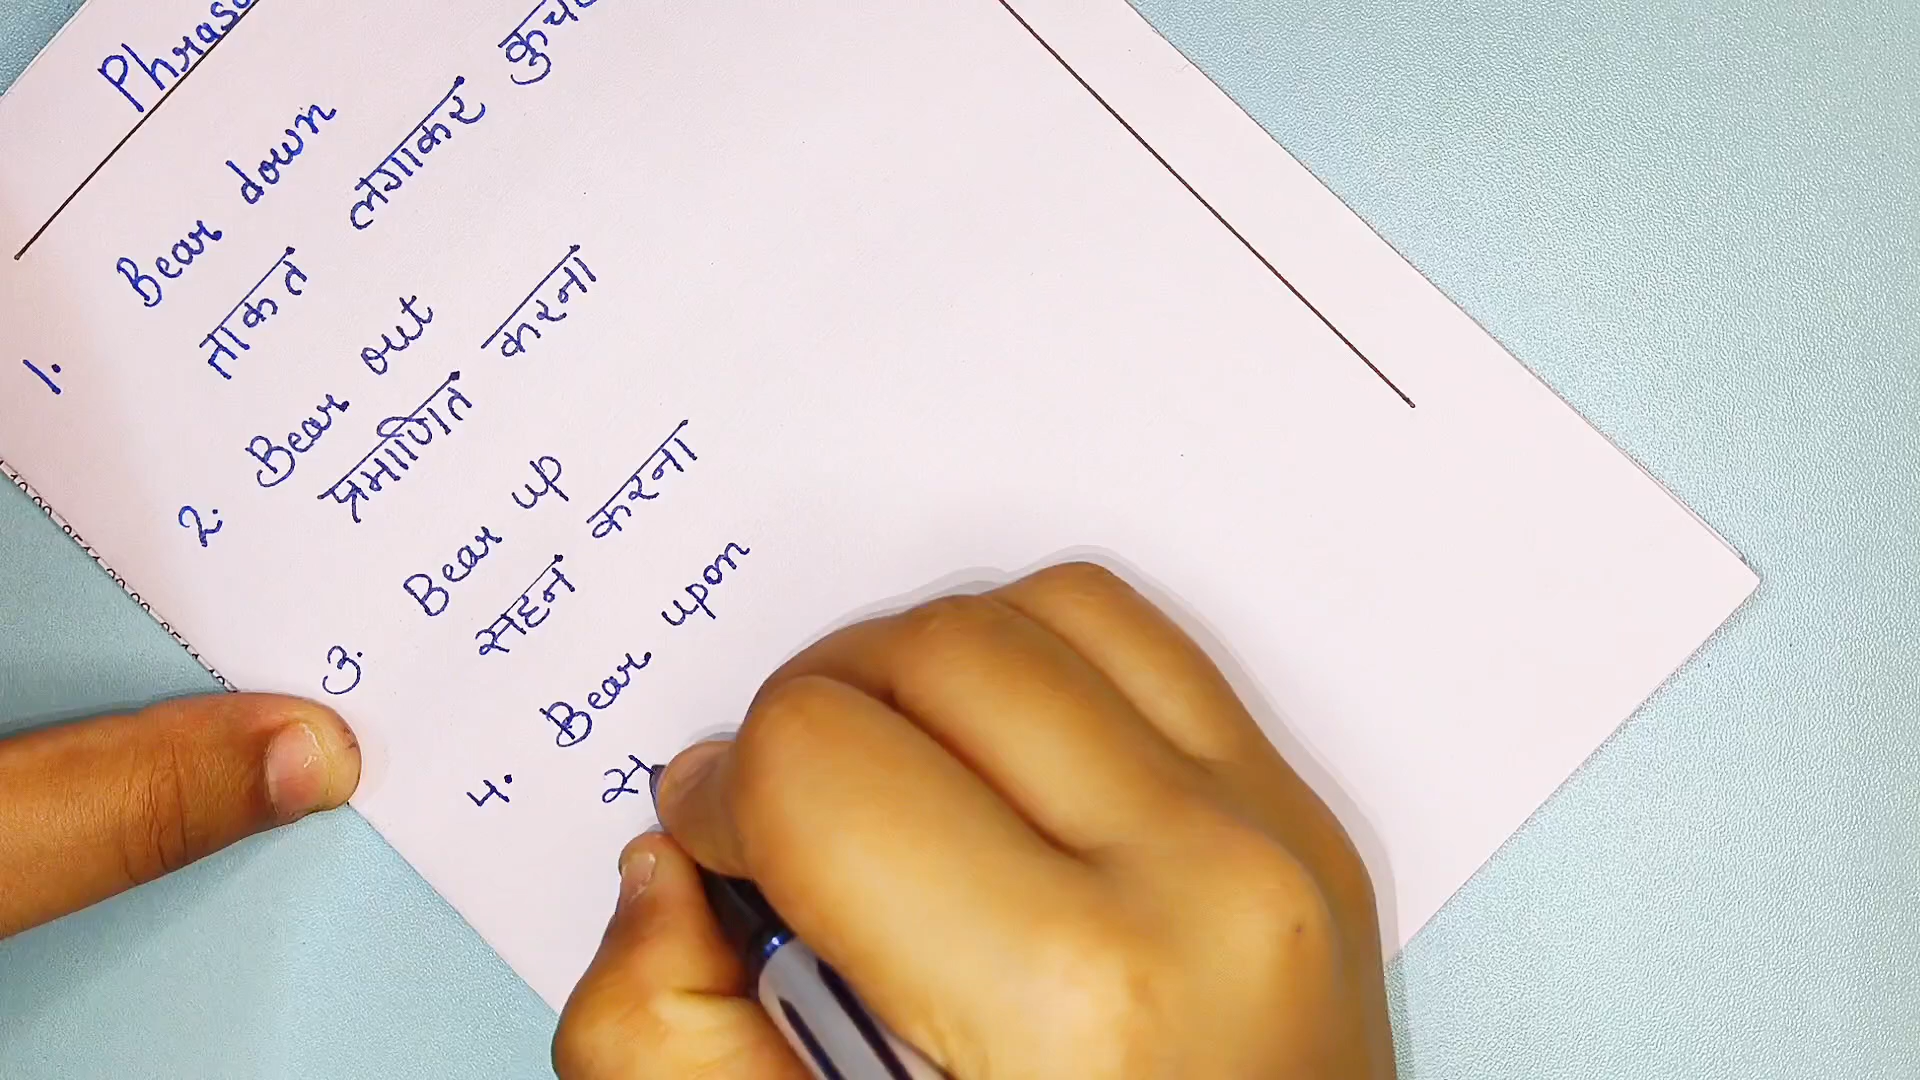 1. Bear down
ताकत लगाकर
2. Bear out
प्रमाणित करना
3. Bear up
सहन करना
4. Bear upon
स